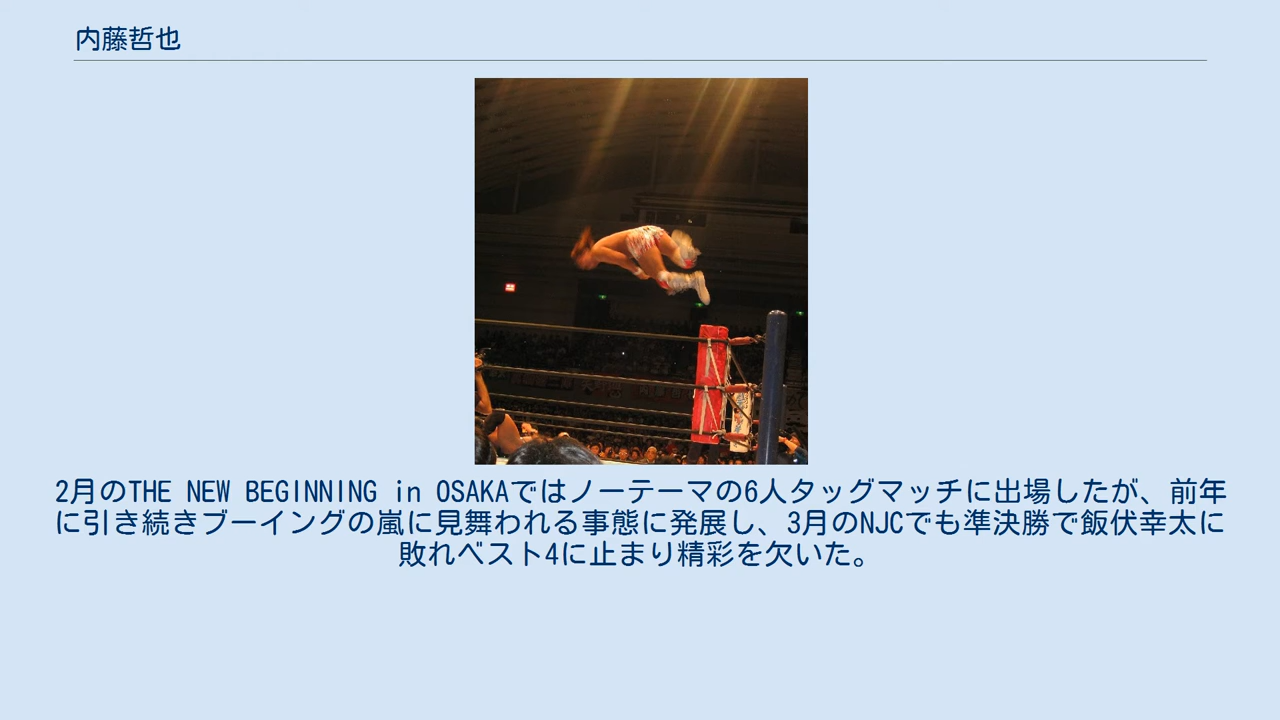 内藤哲也
2月のTHE NEW BEGINNING in OSAKAではノーテーマの6人タッグマッチに出場したが、前年
に引き続きブーイングの嵐に見舞われる事態に発展し、3月のNJCでも準決勝で飯伏幸太に
敗れベスト4に止まり精彩を欠いた。